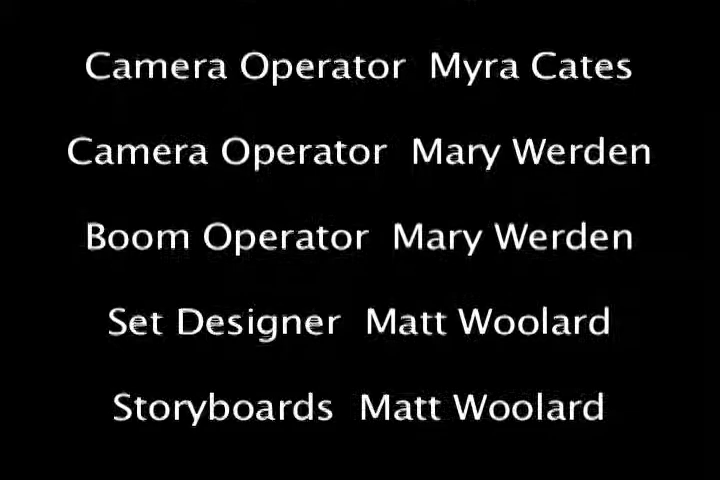 Camera Operator Myra Cates
Camera Operator Mary Werden
Boom Operator Mary Werden
Set Designer Matt Woolard
Storyboards Matt Woolard